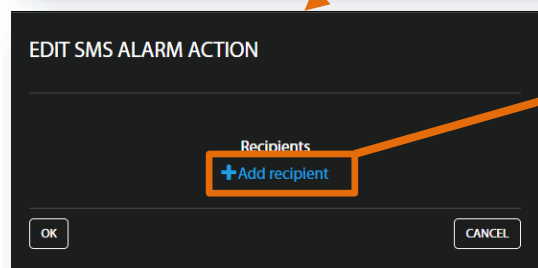 EDIT SMS ALARM ACTION
Recipients
+Add recipient
OK CANCEL